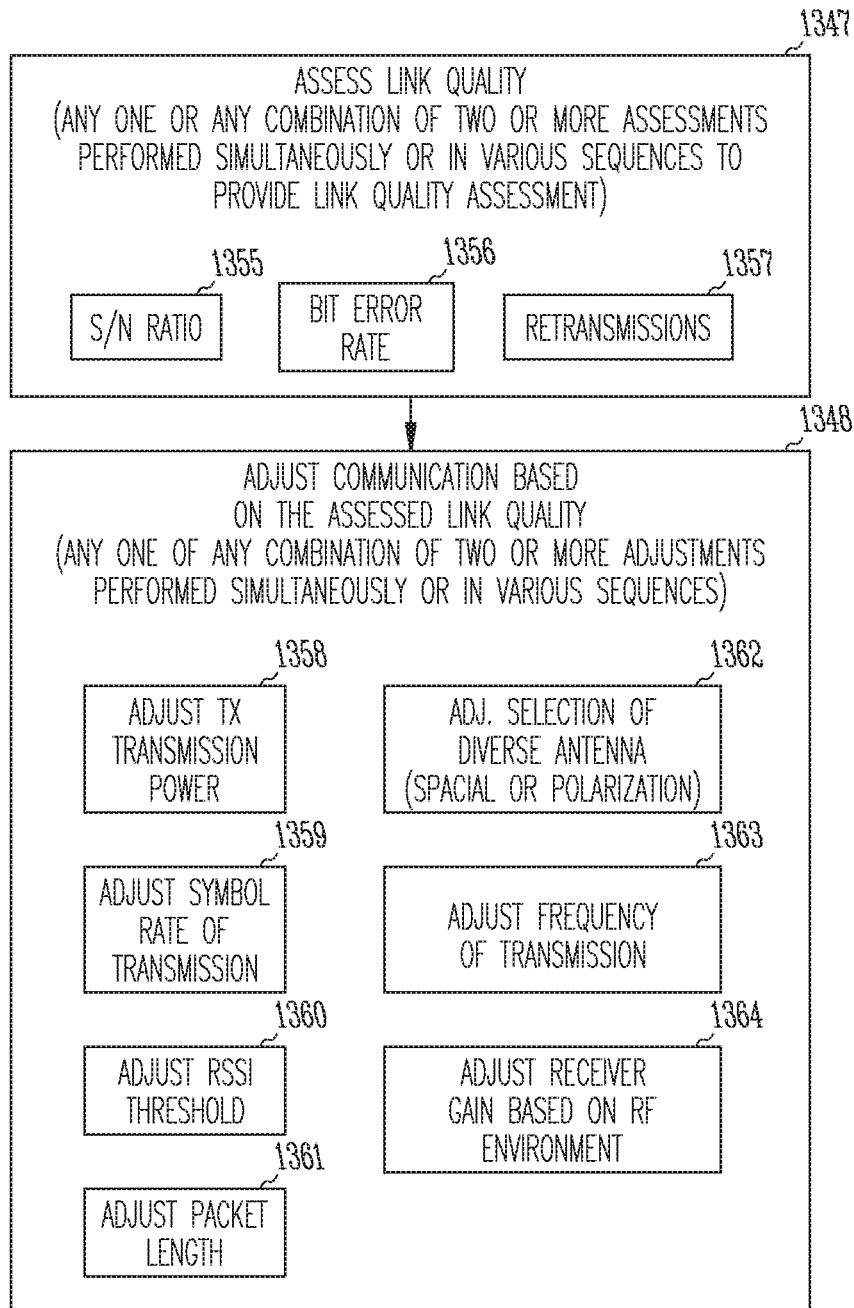 1347
ASSESS LINK QUALITY
(ANY ONE OR ANY COMBINATION OF TWO OR MORE ASSESSMENTS
PERFORMED SIMULTANEOUSLY OR IN VARIOUS SEQUENCES TO
PROVIDE LINK QUALITY ASSESSMENT)
1355
S/N RATIO
1356
BIT ERROR
RATE
1357
RETRANSMISSIONS
1348
ADJUST COMMUNICATION BASED
ON THE ASSESSED LINK QUALITY
(ANY ONE OF ANY COMBINATION OF TWO OR MORE ADJUSTMENTS
PERFORMED SIMULTANEOUSLY OR IN VARIOUS SEQUENCES)
1358
ADJUST TX
TRANSMISSION
POWER
1359
ADJUST SYMBOL
RATE OF
TRANSMISSION
1360
ADJUST RSSI
THRESHOLD
1361
ADJUST PACKET
LENGTH
1362
ADJ. SELECTION OF
DIVERSE ANTENNA
(SPACIAL OR POLARIZATION)
1363
ADJUST FREQUENCY
OF TRANSMISSION
1364
ADJUST RECEIVER
GAIN BASED ON RF
ENVIRONMENT